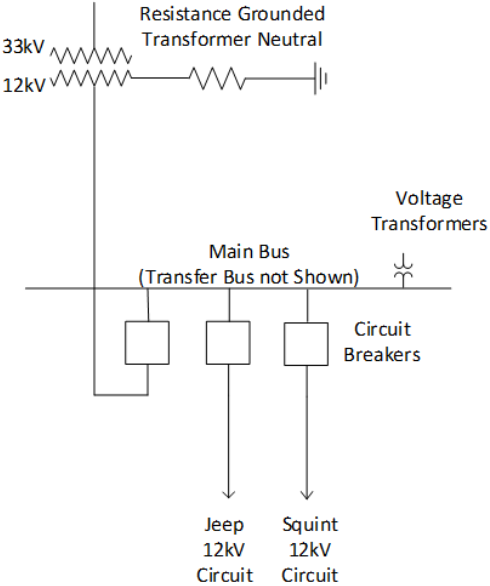 Resistance Grounded
Transformer Neutral
33kV
12kV
Voltage
Transformers
Main Bus
(Transfer Bus not Shown)
Circuit
Breakers
Jeep
12kV
Circuit
Squint
12kV
Circuit